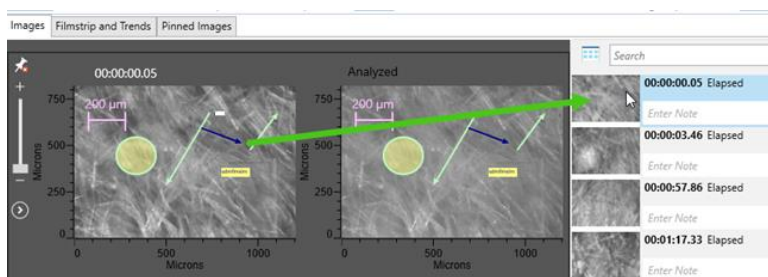 Images Filmstrip and Trends Pinned Images
Search
00:00:00.05
Analyzed
00:00:00.05 Elapsed
Enter Note
00:00:03.46 Elapsed
Enter Note
00:00:57.86 Elapsed
Enter Note
00:01:17.33 Elapsed
Enter Note
750
200 µm
500
250
0
Microns
0 500 1000
Microns
750
200 µm
500
250
0
Microns
0 500 1000
Microns